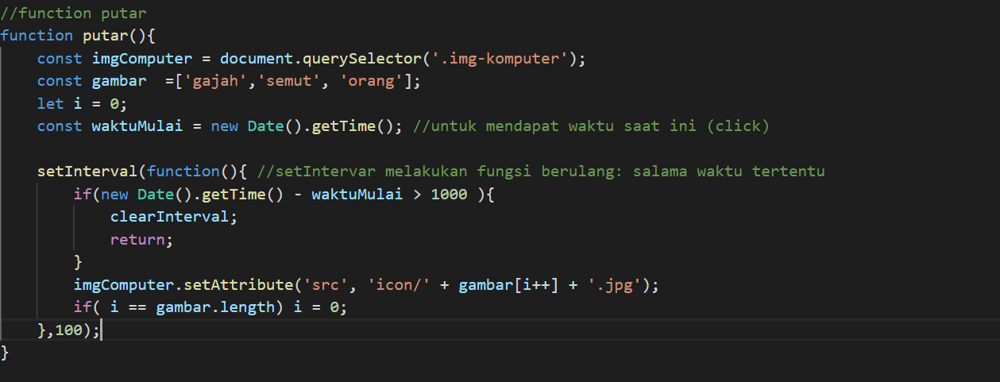 //function putar
function putar(){
    const imgComputer = document.querySelector('.img-komputer');
    const gambar  =['gajah','semut', 'orang'];
    let i = 0;
    const waktuMulai = new Date().getTime(); //untuk mendapat waktu saat ini (click)

    setInterval(function(){ //setIntervar melakukan fungsi berulang: salama waktu tertentu
        if(new Date().getTime() - waktuMulai > 1000 ){
            clearInterval;
            return;
        }
        imgComputer.setAttribute('src', 'icon/' + gambar[i++] + '.jpg');
        if( i == gambar.length) i = 0;
    },100);
}